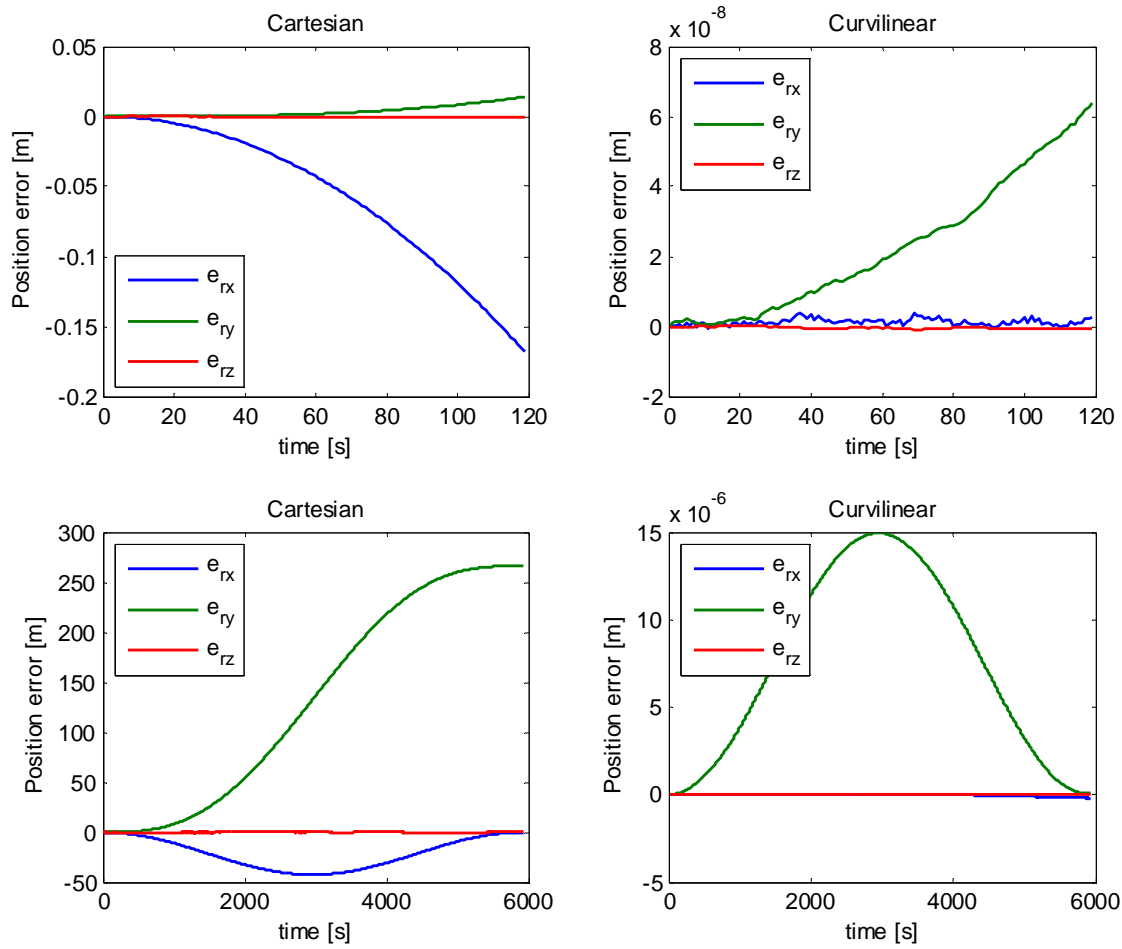 Cartesian
0.05
0
-0.05
-0.1
-0.15
-0.2
Position error [m]
e_rx
e_ry
e_rz
0 20 40 60 80 100 120
time [s]
Curvilinear
x 10^-8
8
6
4
2
0
-2
Position error [m]
e_rx
e_ry
e_rz
0 20 40 60 80 100 120
time [s]
Cartesian
300
250
200
150
100
50
0
-50
Position error [m]
e_rx
e_ry
e_rz
0 2000 4000 6000
time [s]
Curvilinear
x 10^-6
15
10
5
0
-5
Position error [m]
e_rx
e_ry
e_rz
0 2000 4000 6000
time [s]